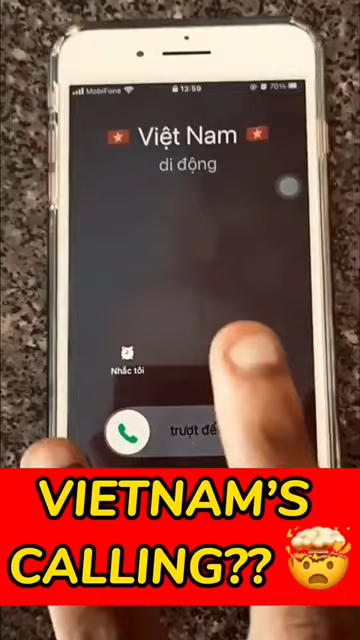 MobiFone 13:59 70%
🇻🇳 Việt Nam 🇻🇳
di động
Nhắc tôi
trượt để
VIETNAM'S
CALLING?? 🤯